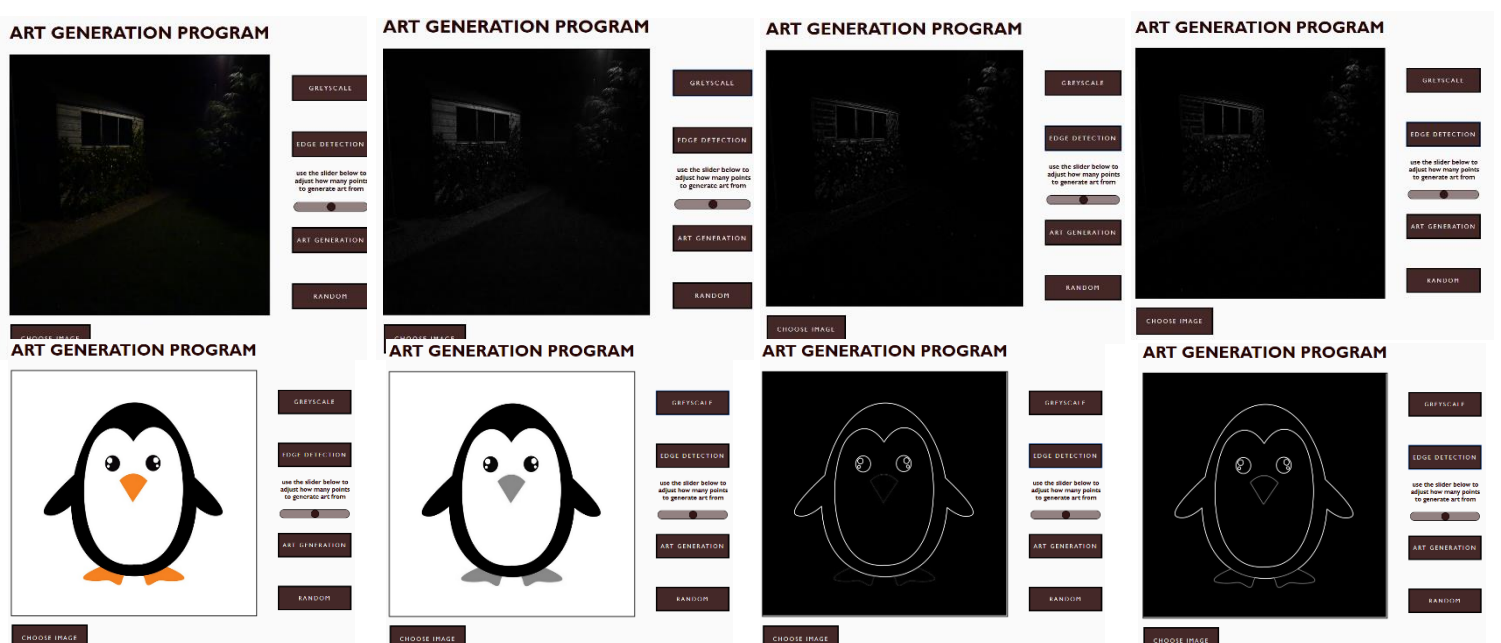 ART GENERATION PROGRAM
GREYSCALE
EDGE DETECTION
use the slider below to
adjust how many points
to generate art from
ART GENERATION
RANDOM
CHOOSE IMAGE
ART GENERATION PROGRAM
GREYSCALE
EDGE DETECTION
use the slider below to
adjust how many points
to generate art from
ART GENERATION
RANDOM
CHOOSE IMAGE
ART GENERATION PROGRAM
GREYSCALE
EDGE DETECTION
use the slider below to
adjust how many points
to generate art from
ART GENERATION
RANDOM
CHOOSE IMAGE
ART GENERATION PROGRAM
GREYSCALE
EDGE DETECTION
use the slider below to
adjust how many points
to generate art from
ART GENERATION
RANDOM
CHOOSE IMAGE
ART GENERATION PROGRAM
GREYSCALE
EDGE DETECTION
use the slider below to
adjust how many points
to generate art from
ART GENERATION
RANDOM
CHOOSE IMAGE
ART GENERATION PROGRAM
GREYSCALE
EDGE DETECTION
use the slider below to
adjust how many points
to generate art from
ART GENERATION
RANDOM
CHOOSE IMAGE
ART GENERATION PROGRAM
GREYSCALE
EDGE DETECTION
use the slider below to
adjust how many points
to generate art from
ART GENERATION
RANDOM
CHOOSE IMAGE
ART GENERATION PROGRAM
GREYSCALE
EDGE DETECTION
use the slider below to
adjust how many points
to generate art from
ART GENERATION
RANDOM
CHOOSE IMAGE